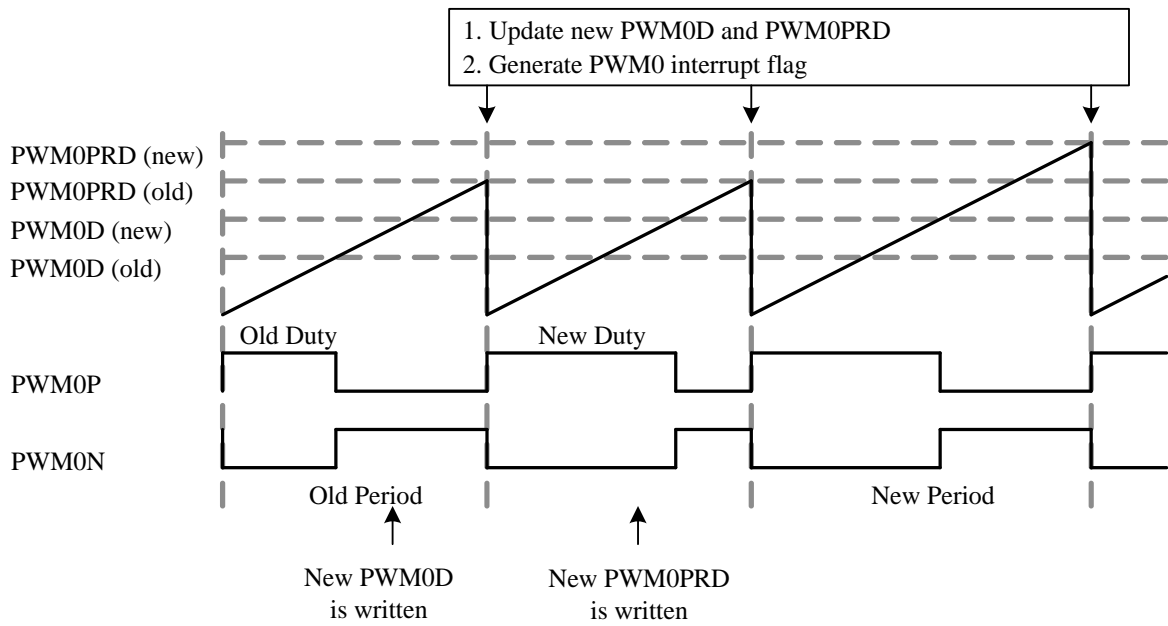 1. Update new PWM0D and PWM0PRD
2. Generate PWM0 interrupt flag
PWM0PRD (new)
PWM0PRD (old)
PWM0D (new)
PWM0D (old)
Old Duty
New Duty
PWM0P
PWM0N
Old Period
New Period
New PWM0D
is written
New PWM0PRD
is written